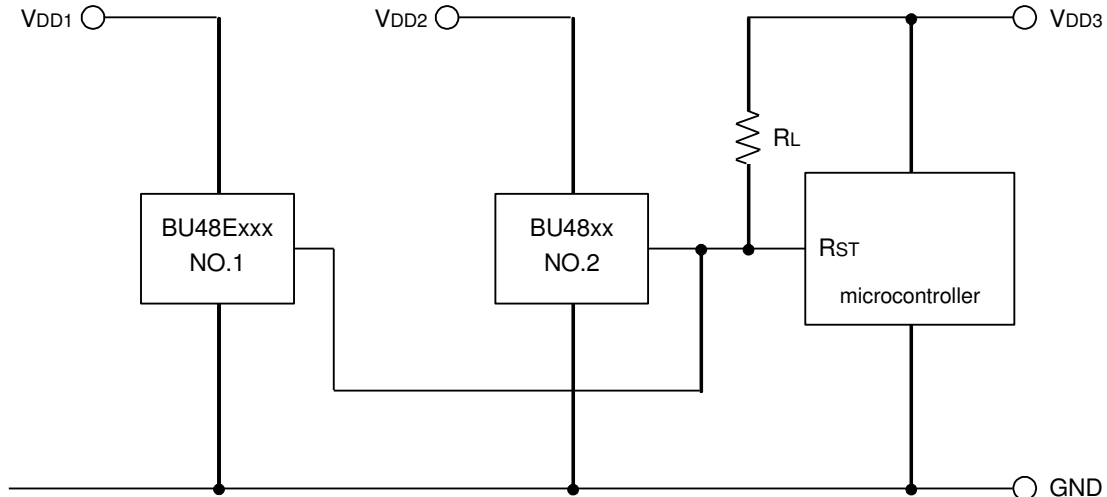 VDD1
VDD2
VDD3
RL
BU48Exxx
NO.1
BU48xx
NO.2
RST
microcontroller
GND